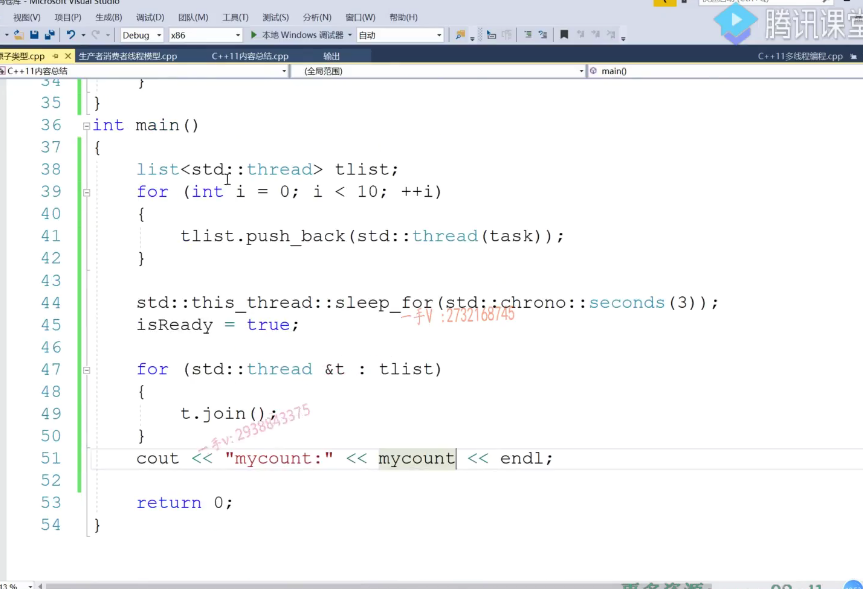 Microsoft Visual Studio
视图(V) 项目(P) 生成(B) 调试(D) 团队(M) 工具(T) 测试(S) 分析(N) 窗口(W) 帮助(H)
Debug x86 本地 Windows 调试器 自动
腾讯课堂
子类型.cpp 生产者消费者线程模型.cpp C++11内容总结.cpp 输出 C++11多线程编程.cpp
C++11内容总结 (全局范围) main()
34 }
35 }
36 int main()
37 {
38 list<std::thread> tlist;
39 for (int i = 0; i < 10; ++i)
40 {
41 tlist.push_back(std::thread(task));
42 }
43
44 std::this_thread::sleep_for(std::chrono::seconds(3));
一手V :2732168745
45 isReady = true;
46
47 for (std::thread &t : tlist)
48 {
49 t.join();
一手v: 2938843375
50 }
51 cout << "mycount:" << mycount << endl;
52
53 return 0;
54 }